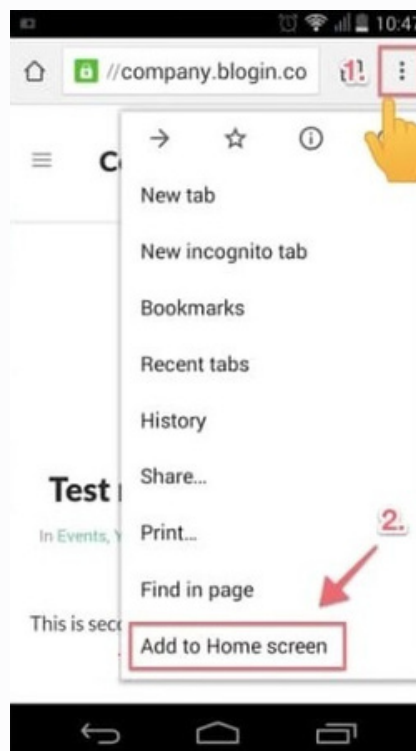 10:47
//company.blogin.co
1.
New tab
New incognito tab
Bookmarks
Recent tabs
History
Share...
Test
In Events,
Print...
2.
Find in page
This is
Add to Home screen